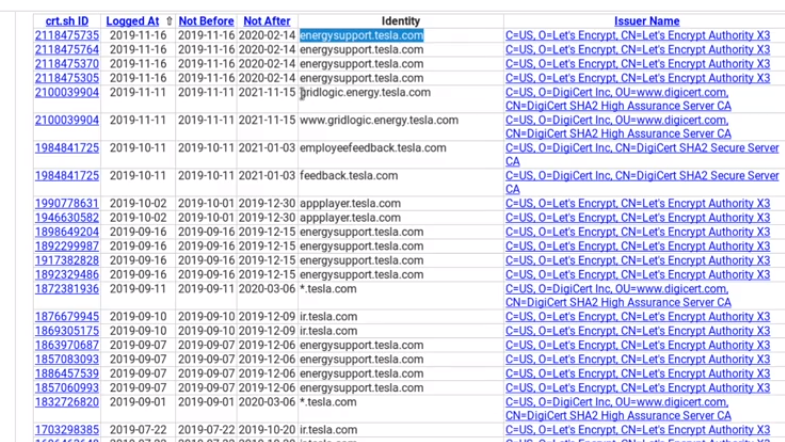 crt.sh ID Logged At ⇧ Not Before Not After Identity Issuer Name
2118475735 2019-11-16 2019-11-16 2020-02-14 energysupport.tesla.com C=US, O=Let's Encrypt, CN=Let's Encrypt Authority X3
2118475764 2019-11-16 2019-11-16 2020-02-14 energysupport.tesla.com C=US, O=Let's Encrypt, CN=Let's Encrypt Authority X3
2118475370 2019-11-16 2019-11-16 2020-02-14 energysupport.tesla.com C=US, O=Let's Encrypt, CN=Let's Encrypt Authority X3
2118475305 2019-11-16 2019-11-16 2020-02-14 energysupport.tesla.com C=US, O=Let's Encrypt, CN=Let's Encrypt Authority X3
2100039904 2019-11-11 2019-11-11 2021-11-15 gridlogic.energy.tesla.com C=US, O=DigiCert Inc, OU=www.digicert.com,
CN=DigiCert SHA2 High Assurance Server CA
2100039904 2019-11-11 2019-11-11 2021-11-15 www.gridlogic.energy.tesla.com C=US, O=DigiCert Inc, OU=www.digicert.com,
CN=DigiCert SHA2 High Assurance Server CA
1984841725 2019-10-11 2019-10-11 2021-01-03 employeefeedback.tesla.com C=US, O=DigiCert Inc, CN=DigiCert SHA2 Secure Server
CA
1984841725 2019-10-11 2019-10-11 2021-01-03 feedback.tesla.com C=US, O=DigiCert Inc, CN=DigiCert SHA2 Secure Server
CA
1990778631 2019-10-02 2019-10-01 2019-12-30 appplayer.tesla.com C=US, O=Let's Encrypt, CN=Let's Encrypt Authority X3
1946630582 2019-10-02 2019-10-01 2019-12-30 appplayer.tesla.com C=US, O=Let's Encrypt, CN=Let's Encrypt Authority X3
1898649204 2019-09-16 2019-09-16 2019-12-15 energysupport.tesla.com C=US, O=Let's Encrypt, CN=Let's Encrypt Authority X3
1892299987 2019-09-16 2019-09-16 2019-12-15 energysupport.tesla.com C=US, O=Let's Encrypt, CN=Let's Encrypt Authority X3
1917382828 2019-09-16 2019-09-16 2019-12-15 energysupport.tesla.com C=US, O=Let's Encrypt, CN=Let's Encrypt Authority X3
1892329486 2019-09-16 2019-09-16 2019-12-15 energysupport.tesla.com C=US, O=Let's Encrypt, CN=Let's Encrypt Authority X3
1872381936 2019-09-11 2019-09-11 2020-03-06 *.tesla.com C=US, O=DigiCert Inc, OU=www.digicert.com,
CN=DigiCert SHA2 High Assurance Server CA
1876679945 2019-09-10 2019-09-10 2019-12-09 ir.tesla.com C=US, O=Let's Encrypt, CN=Let's Encrypt Authority X3
1869305175 2019-09-10 2019-09-10 2019-12-09 ir.tesla.com C=US, O=Let's Encrypt, CN=Let's Encrypt Authority X3
1863970687 2019-09-07 2019-09-07 2019-12-06 energysupport.tesla.com C=US, O=Let's Encrypt, CN=Let's Encrypt Authority X3
1857083093 2019-09-07 2019-09-07 2019-12-06 energysupport.tesla.com C=US, O=Let's Encrypt, CN=Let's Encrypt Authority X3
1886457539 2019-09-07 2019-09-07 2019-12-06 energysupport.tesla.com C=US, O=Let's Encrypt, CN=Let's Encrypt Authority X3
1857060993 2019-09-07 2019-09-07 2019-12-06 energysupport.tesla.com C=US, O=Let's Encrypt, CN=Let's Encrypt Authority X3
1832726820 2019-09-01 2019-09-01 2020-03-06 *.tesla.com C=US, O=DigiCert Inc, OU=www.digicert.com,
CN=DigiCert SHA2 High Assurance Server CA
1703298385 2019-07-22 2019-07-22 2019-10-20 ir.tesla.com C=US, O=Let's Encrypt, CN=Let's Encrypt Authority X3